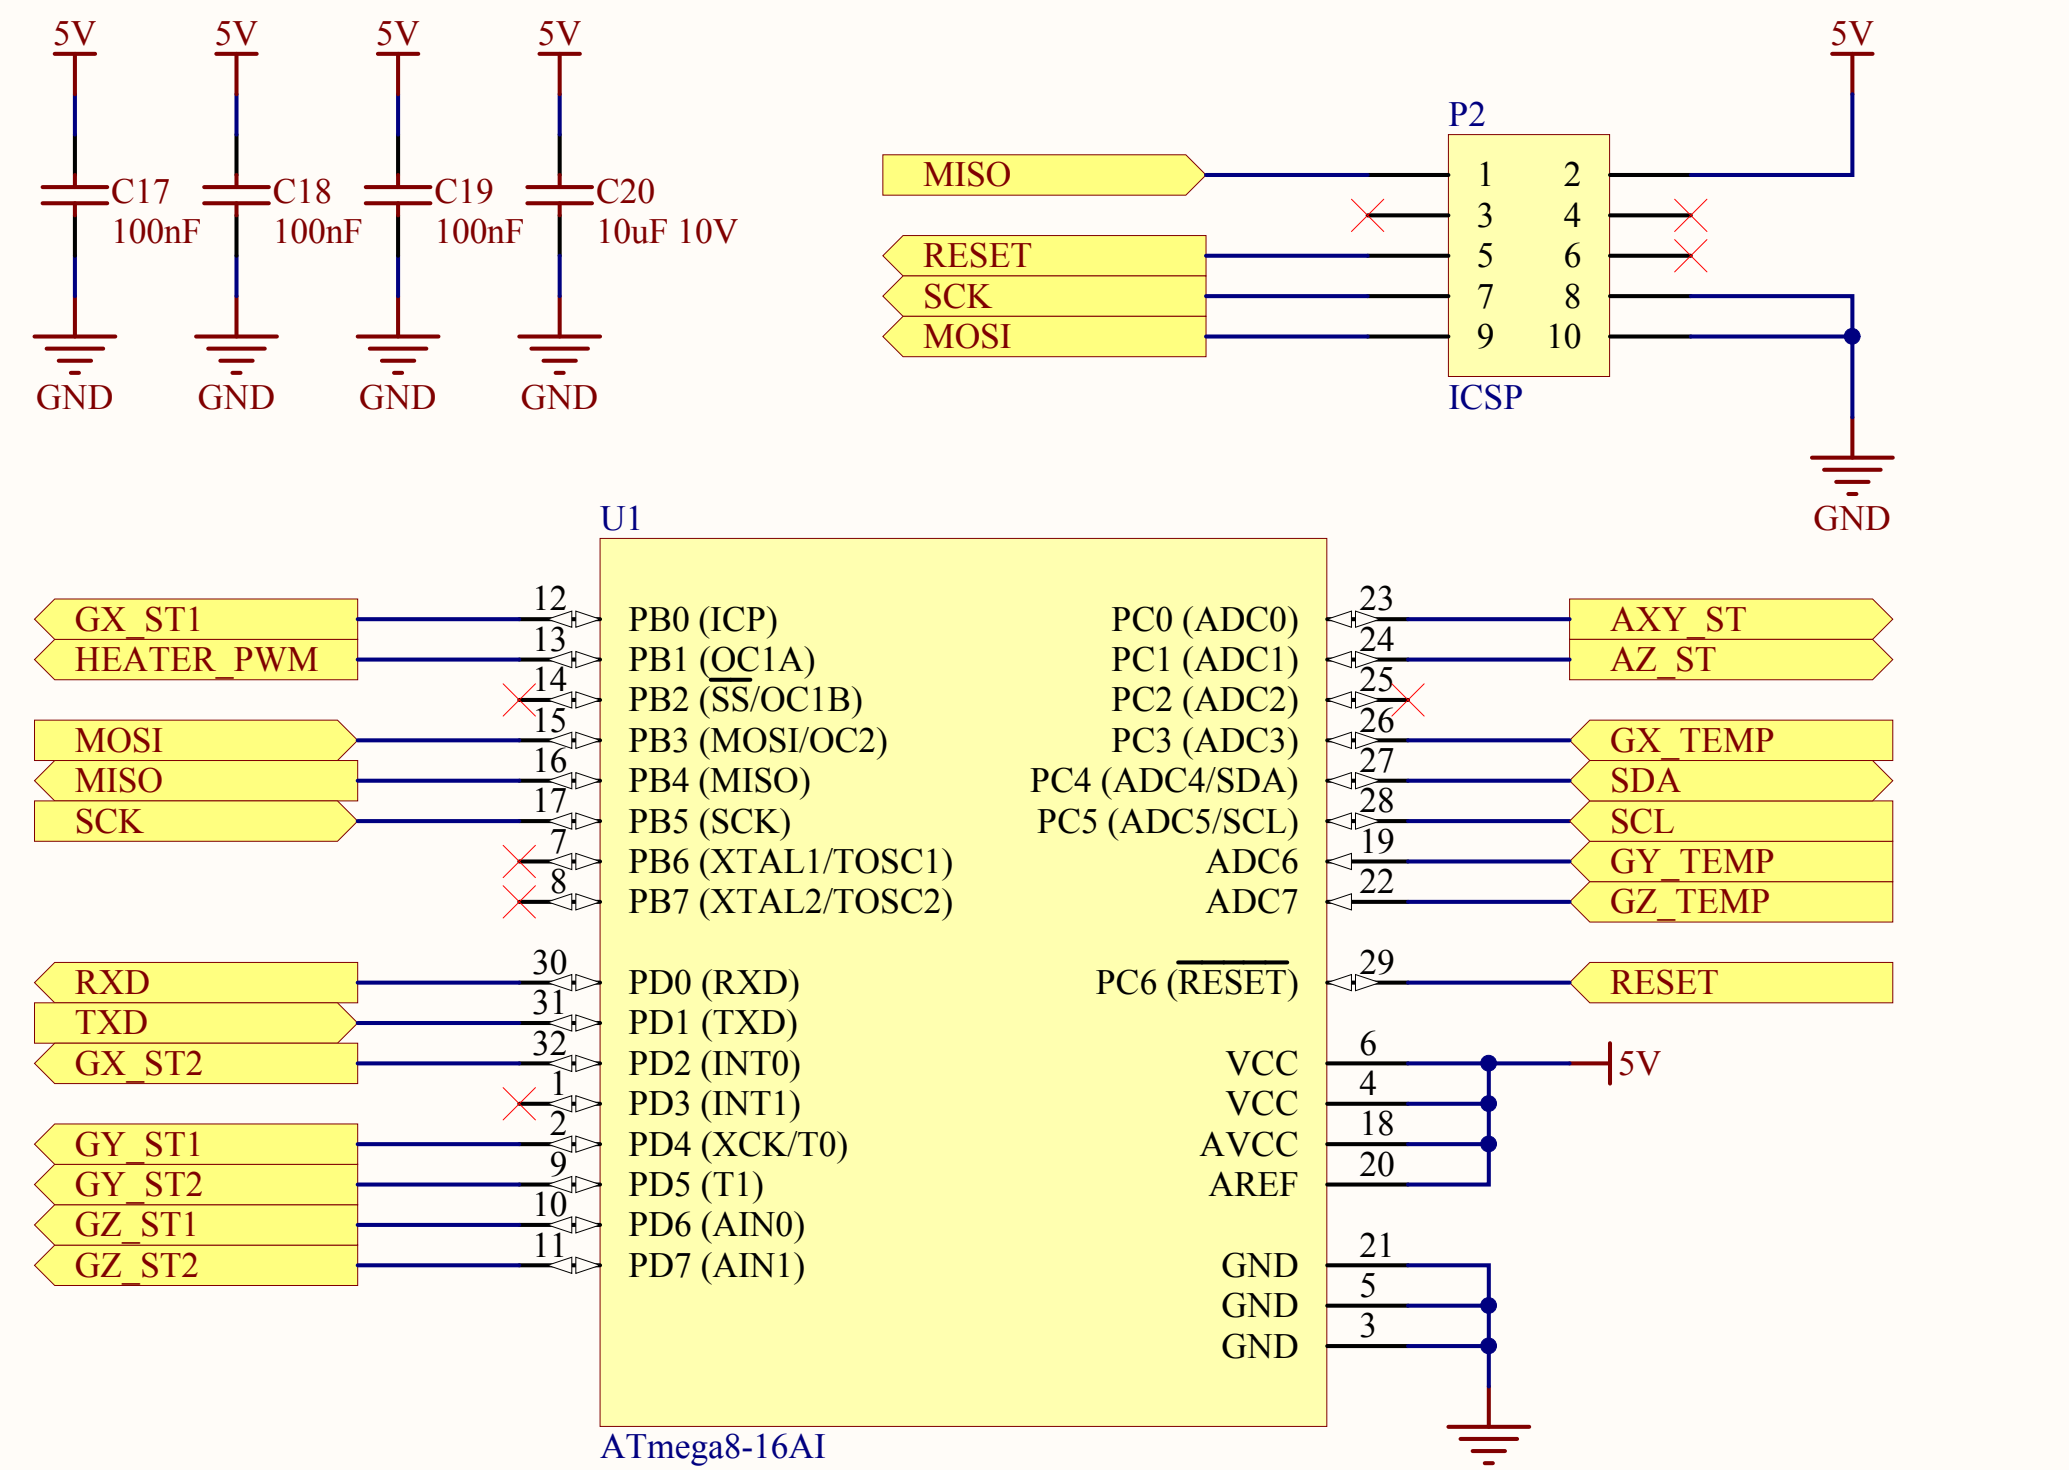 5V 5V 5V 5V 5V
P2
C17 C18 C19 C20
100nF 100nF 100nF 10uF 10V
MISO 1 2
3 4
RESET 5 6
SCK 7 8
MOSI 9 10
GND GND GND GND ICSP
GND
U1
GX_ST1 12 PB0 (ICP) PC0 (ADC0) 23 AXY_ST
HEATER_PWM 13 PB1 (OC1A) PC1 (ADC1) 24 AZ_ST
14 PB2 (SS/OC1B) PC2 (ADC2) 25
MOSI 15 PB3 (MOSI/OC2) PC3 (ADC3) 26 GX_TEMP
MISO 16 PB4 (MISO) PC4 (ADC4/SDA) 27 SDA
SCK 17 PB5 (SCK) PC5 (ADC5/SCL) 28 SCL
7 PB6 (XTAL1/TOSC1) ADC6 19 GY_TEMP
8 PB7 (XTAL2/TOSC2) ADC7 22 GZ_TEMP
RXD 30 PD0 (RXD) PC6 (RESET) 29 RESET
TXD 31 PD1 (TXD)
GX_ST2 32 PD2 (INT0) VCC 6 5V
1 PD3 (INT1) VCC 4
GY_ST1 2 PD4 (XCK/T0) AVCC 18
GY_ST2 9 PD5 (T1) AREF 20
GZ_ST1 10 PD6 (AIN0)
GZ_ST2 11 PD7 (AIN1) GND 21
GND 5
GND 3
ATmega8-16AI